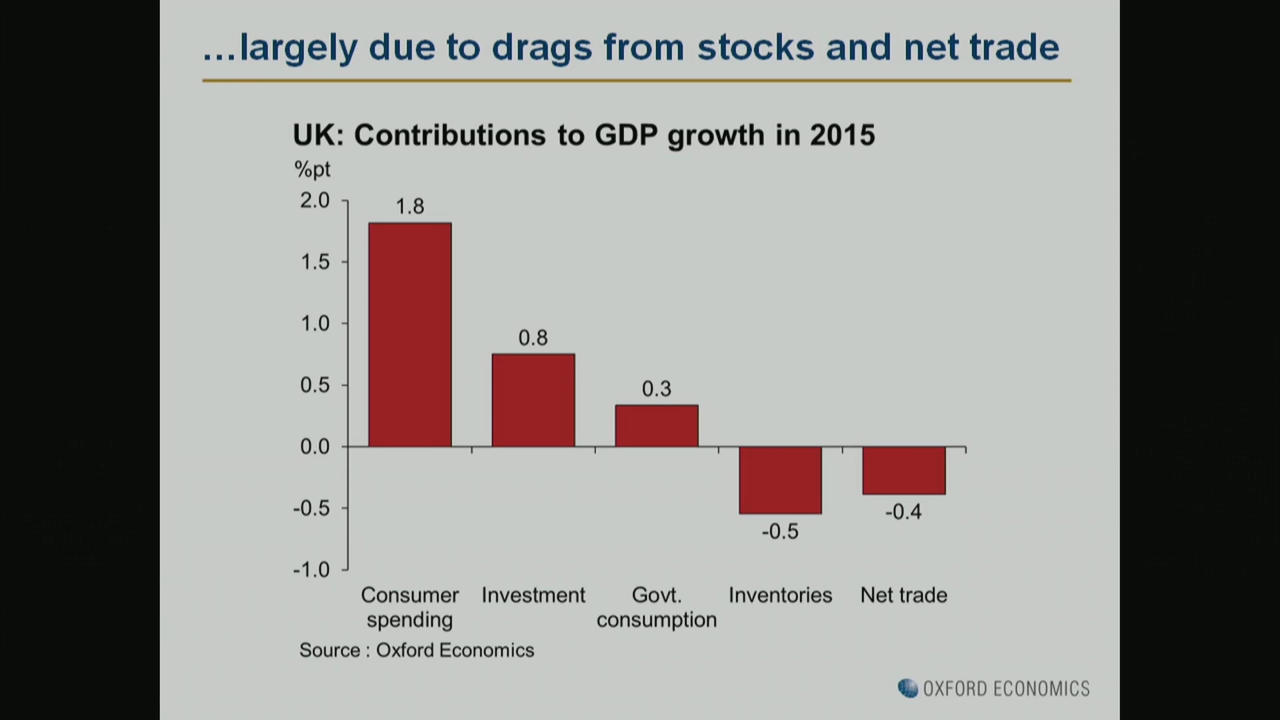 ...largely due to drags from stocks and net trade
UK: Contributions to GDP growth in 2015
%pt
2.0
1.5
1.0
0.5
0.0
-0.5
-1.0
1.8
0.8
0.3
-0.5
-0.4
Consumer spending
Investment
Govt. consumption
Inventories
Net trade
Source : Oxford Economics
OXFORD ECONOMICS